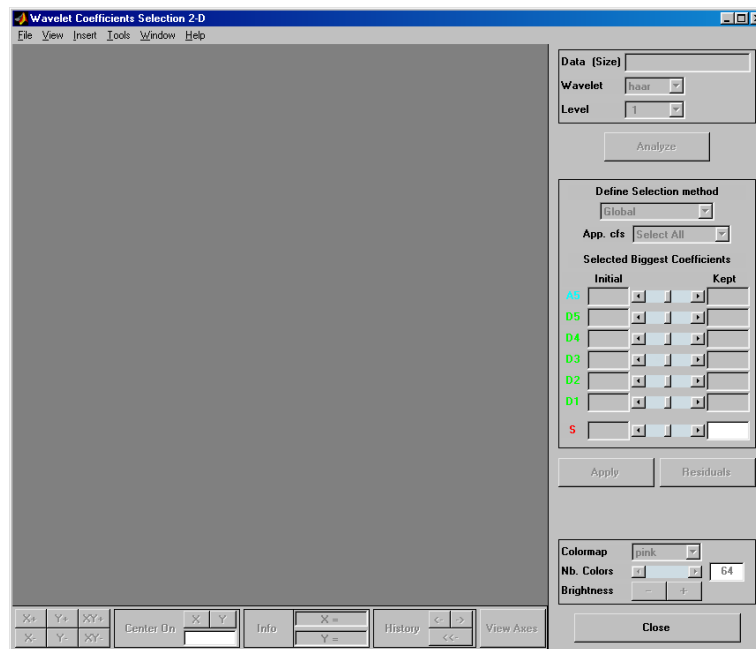 Wavelet Coefficients Selection 2-D
File View Insert Tools Window Help
Data (Size)
Wavelet haar
Level 1
Analyze
Define Selection method
Global
App. cfs Select All
Selected Biggest Coefficients
Initial Kept
A5
D5
D4
D3
D2
D1
S
Apply Residuals
Colormap pink
Nb. Colors 64
Brightness - +
X+ Y+ XY+ Center On X Y Info X = History <- -> View Axes
X- Y- XY- Y = <<-
Close